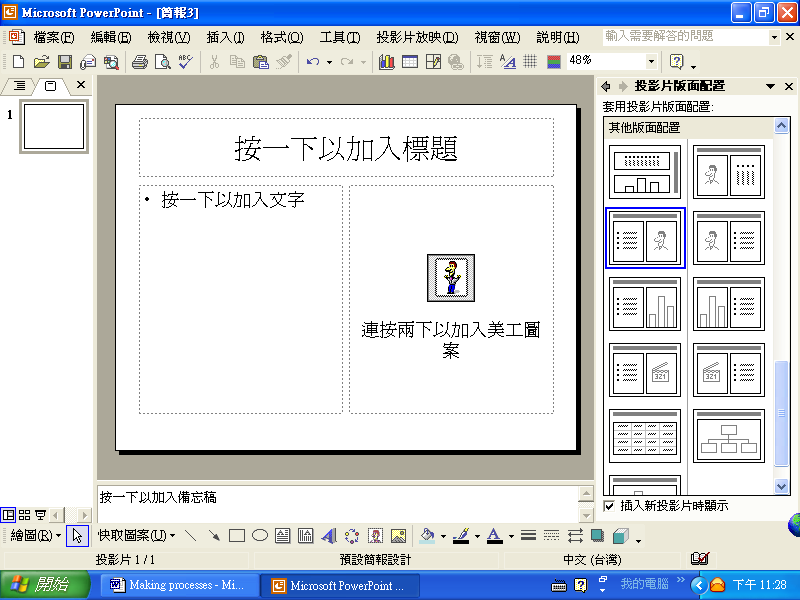 Microsoft PowerPoint - [簡報3]
檔案(F) 編輯(E) 檢視(V) 插入(I) 格式(O) 工具(T) 投影片放映(D) 視窗(W) 說明(H) 輸入需要解答的問題
48%
投影片版面配置
套用投影片版面配置:
其他版面配置
1
按一下以加入標題
• 按一下以加入文字
連按兩下以加入美工圖
案
按一下以加入備忘稿
插入新投影片時顯示
繪圖(R) 快取圖案(U)
投影片 1 / 1 預設簡報設計 中文 (台灣)
開始 Making processes - Mi... Microsoft PowerPoint ... 我的電腦 » 下午 11:28